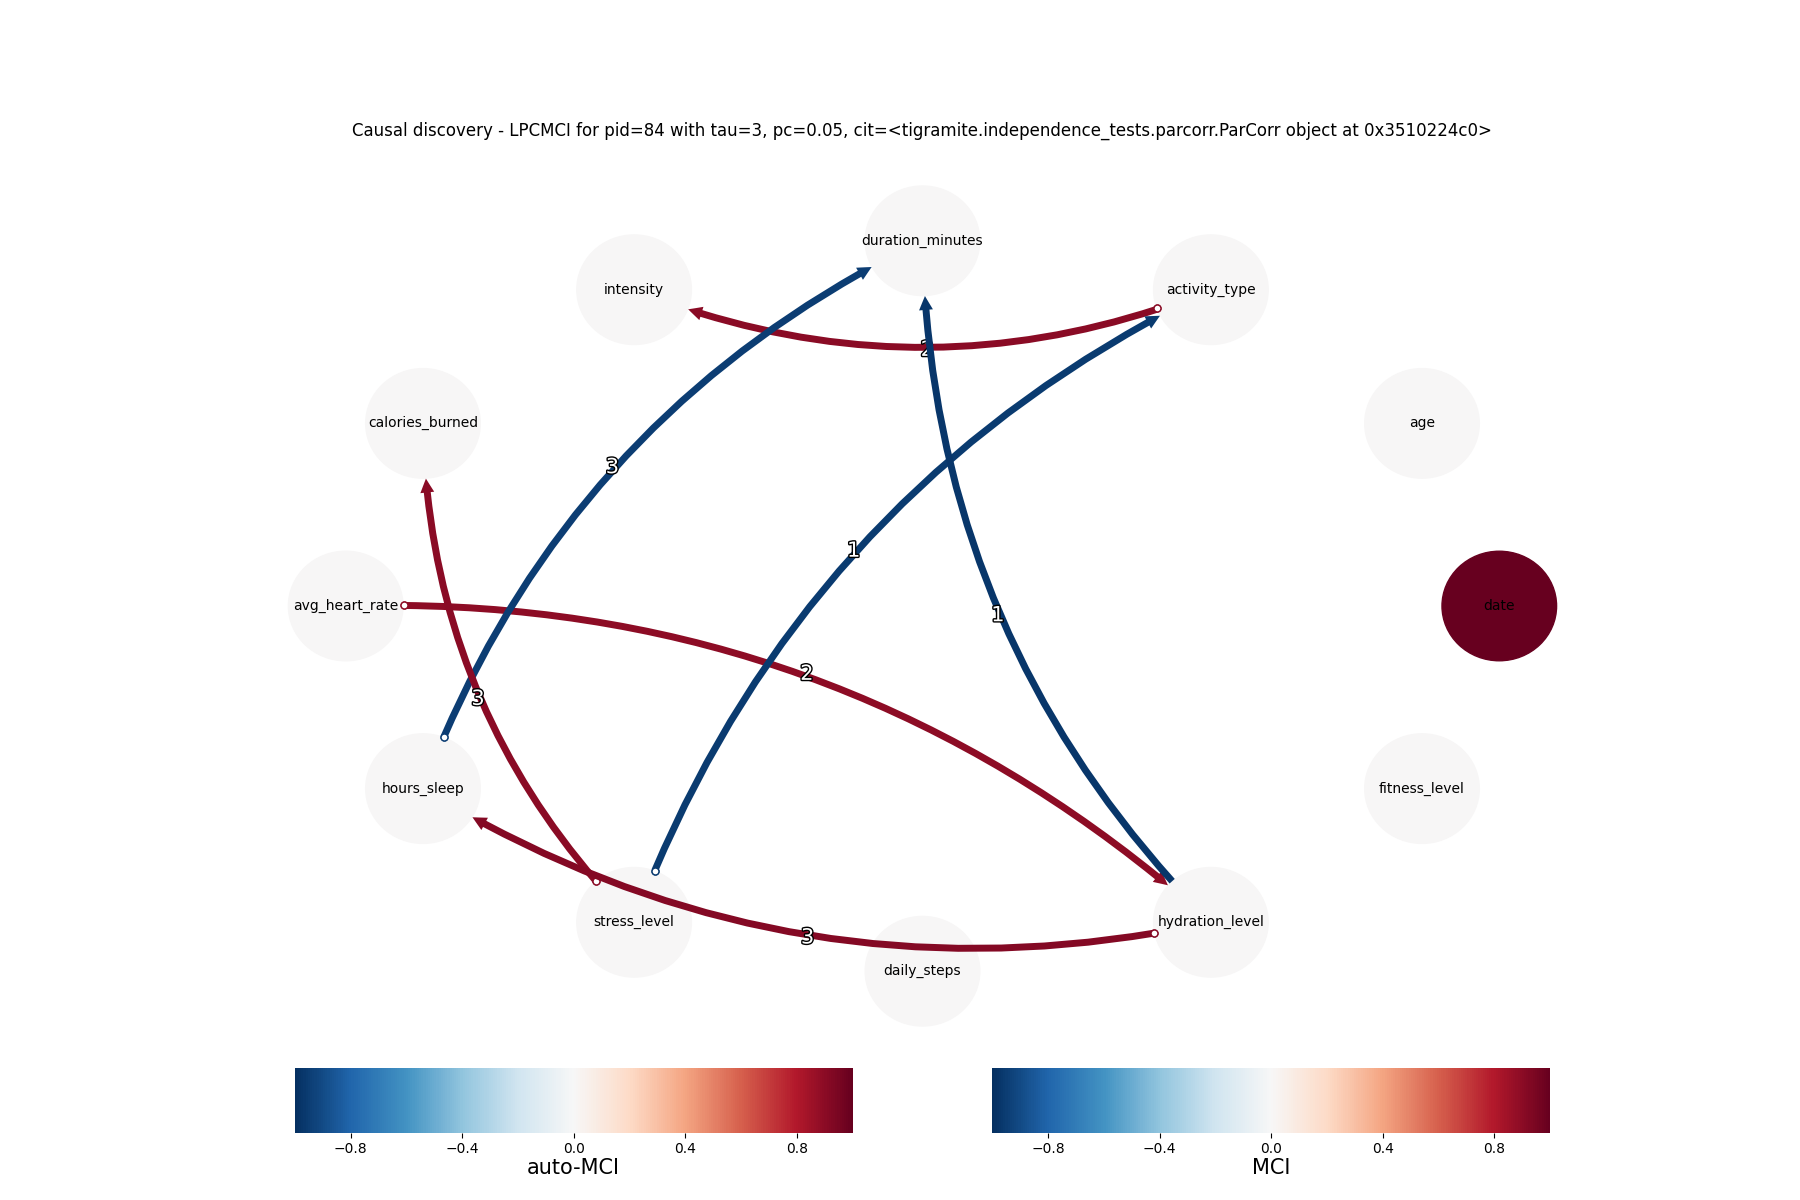 Causal discovery - LPCMCI for pid=84 with tau=3, pc=0.05, cit=<tigramite.independence_tests.parcorr.ParCorr object at 0x3510224c0>
duration_minutes
intensity
activity_type
2
calories_burned
age
3
1
avg_heart_rate
date
1
2
3
hours_sleep
fitness_level
stress_level
hydration_level
3
daily_steps
−0.8 −0.4 0.0 0.4 0.8
auto-MCI
−0.8 −0.4 0.0 0.4 0.8
MCI